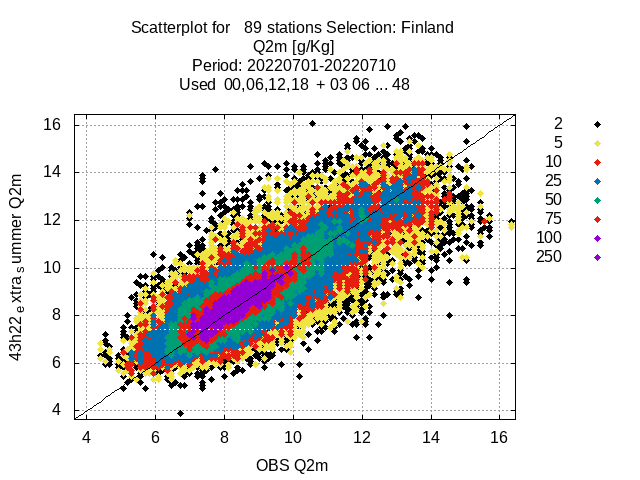 Scatterplot for 89 stations Selection: Finland
Q2m [g/Kg]
Period: 20220701-20220710
Used 00,06,12,18 + 03 06 ... 48
43h22_extra_summer Q2m
16
14
12
10
8
6
4
4 6 8 10 12 14 16
OBS Q2m
2
5
10
25
50
75
100
250